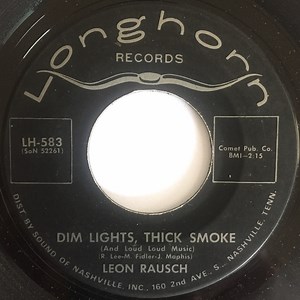 Longhorn
RECORDS
LH-583
(SoN 53261)
Comet Pub. Co.
BMI-2:15
DIM LIGHTS, THICK SMOKE
(And Loud Loud Music)
R. Lee-M. Fidler-J. Maphis)
LEON RAUSCH
DIST BY SOUND OF NASHVILLE, INC., 160 2nd AVE., S., NASHVILLE, TENN.